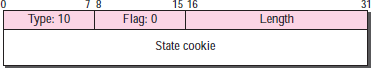 0 7 8 15 16 31
Type: 10 Flag: 0 Length
State cookie